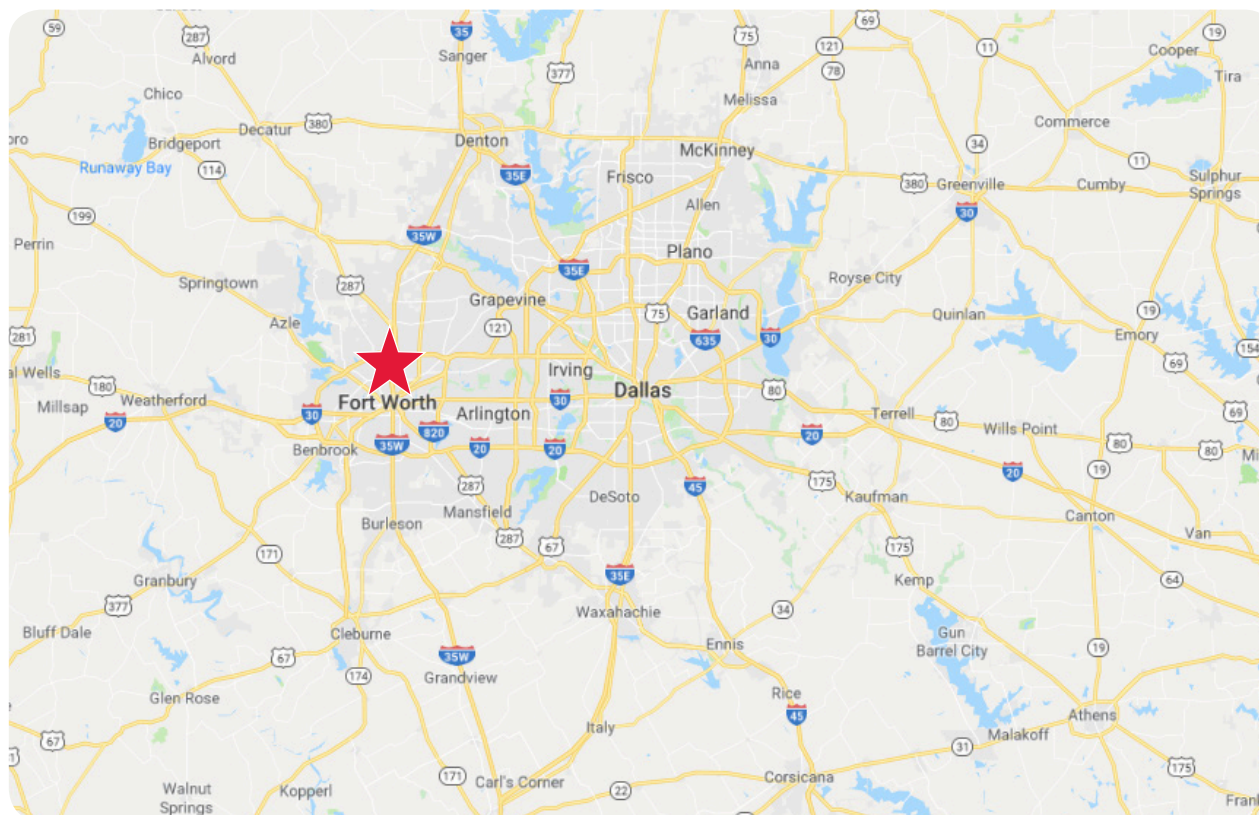 59
287
Alvord
35
Sanger
377
75
Anna
121
69
78
11
19
Cooper
Tira
Chico
Melissa
Decatur
380
Bridgeport
Denton
McKinney
Commerce
oro
Runaway Bay
114
35E
Frisco
34
11
Sulphur
Springs
380
Greenville
Cumby
Allen
199
30
Perrin
35W
Plano
35E
Springtown
287
Royse City
Grapevine
Azle
121
75
Garland
Quinlan
19
Emory
281
635
30
154
69
al Wells
180
Irving
Dallas
80
Millsap
Weatherford
Fort Worth
30
Arlington
30
20
Terrell
80
Wills Point
69
820
35W
20
20
20
80
80
Mi
Benbrook
19
20
287
45
175
DeSoto
Kaufman
Mansfield
Burleson
Canton
287
67
175
Van
171
35E
Kemp
64
Granbury
377
Waxahachie
34
Bluff Dale
Cleburne
Ennis
Gun
Barrel City
19
67
35W
174
Grandview
Glen Rose
Rice
45
Athens
Italy
67
Malakoff
31
171
Carl's Corner
Corsicana
175
Walnut
Springs
Kopperl
22
Fran